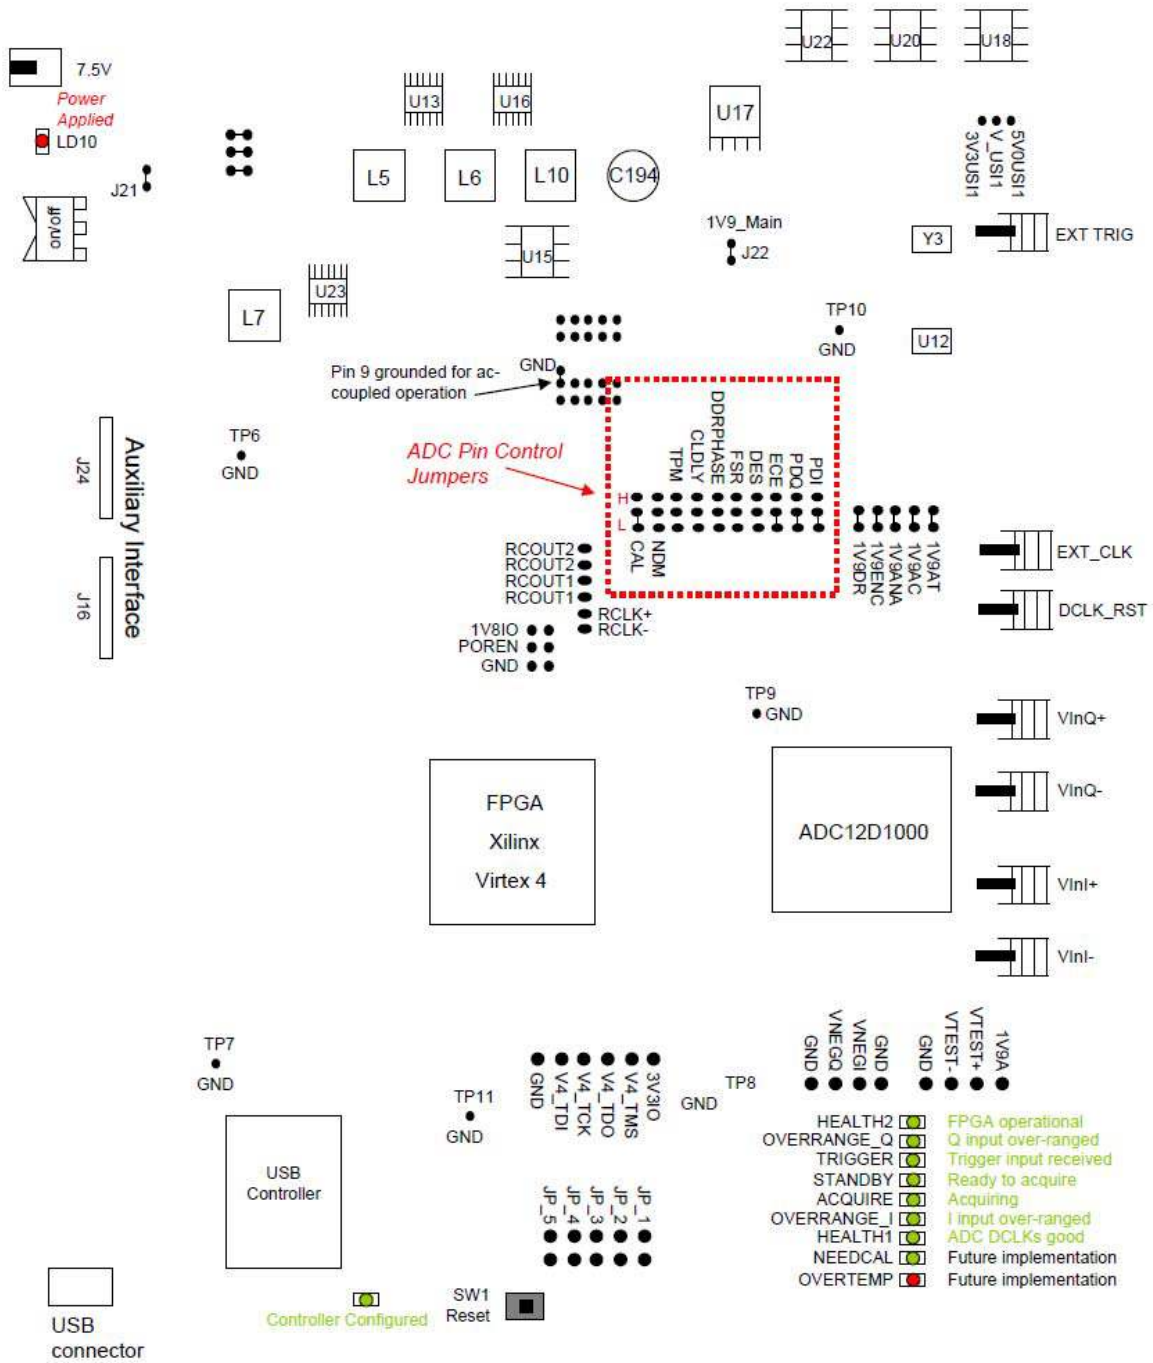 U22
U20
U18
7.5V
Power
Applied
LD10
U13
U16
U17
3V3USI1
V_USI1
5V0USI1
J21
L5
L6
L10
C194
on/off
1V9_Main
J22
Y3
EXT TRIG
U15
U23
L7
TP10
GND
U12
Pin 9 grounded for ac-
coupled operation
GND
Auxiliary Interface
J24
J16
TP6
GND
ADC Pin Control
Jumpers
TPM
CLDLY
DDRPHASE
FSR
DES
ECE
PDQ
PDI
H
L
CAL
NDM
1V9DR
1V9ENC
1V9ANA
1V9AC
1V9AT
EXT_CLK
DCLK_RST
RCOUT2
RCOUT2
RCOUT1
RCOUT1
RCLK+
RCLK-
1V8IO
POREN
GND
TP9
GND
VInQ+
VInQ-
VInI+
VInI-
FPGA
Xilinx
Virtex 4
ADC12D1000
TP7
GND
TP11
GND
GND
V4_TDI
V4_TCK
V4_TDO
V4_TMS
3V3IO
TP8
GND
GND
VNEGQ
VNEGI
GND
GND
VTEST-
VTEST+
1V9A
HEALTH2 FPGA operational
OVERRANGE_Q Q input over-ranged
TRIGGER Trigger input received
STANDBY Ready to acquire
ACQUIRE Acquiring
OVERRANGE_I I input over-ranged
HEALTH1 ADC DCLKs good
NEEDCAL Future implementation
OVERTEMP Future implementation
USB
Controller
JP_5
JP_4
JP_3
JP_2
JP_1
SW1
Reset
Controller Configured
USB
connector